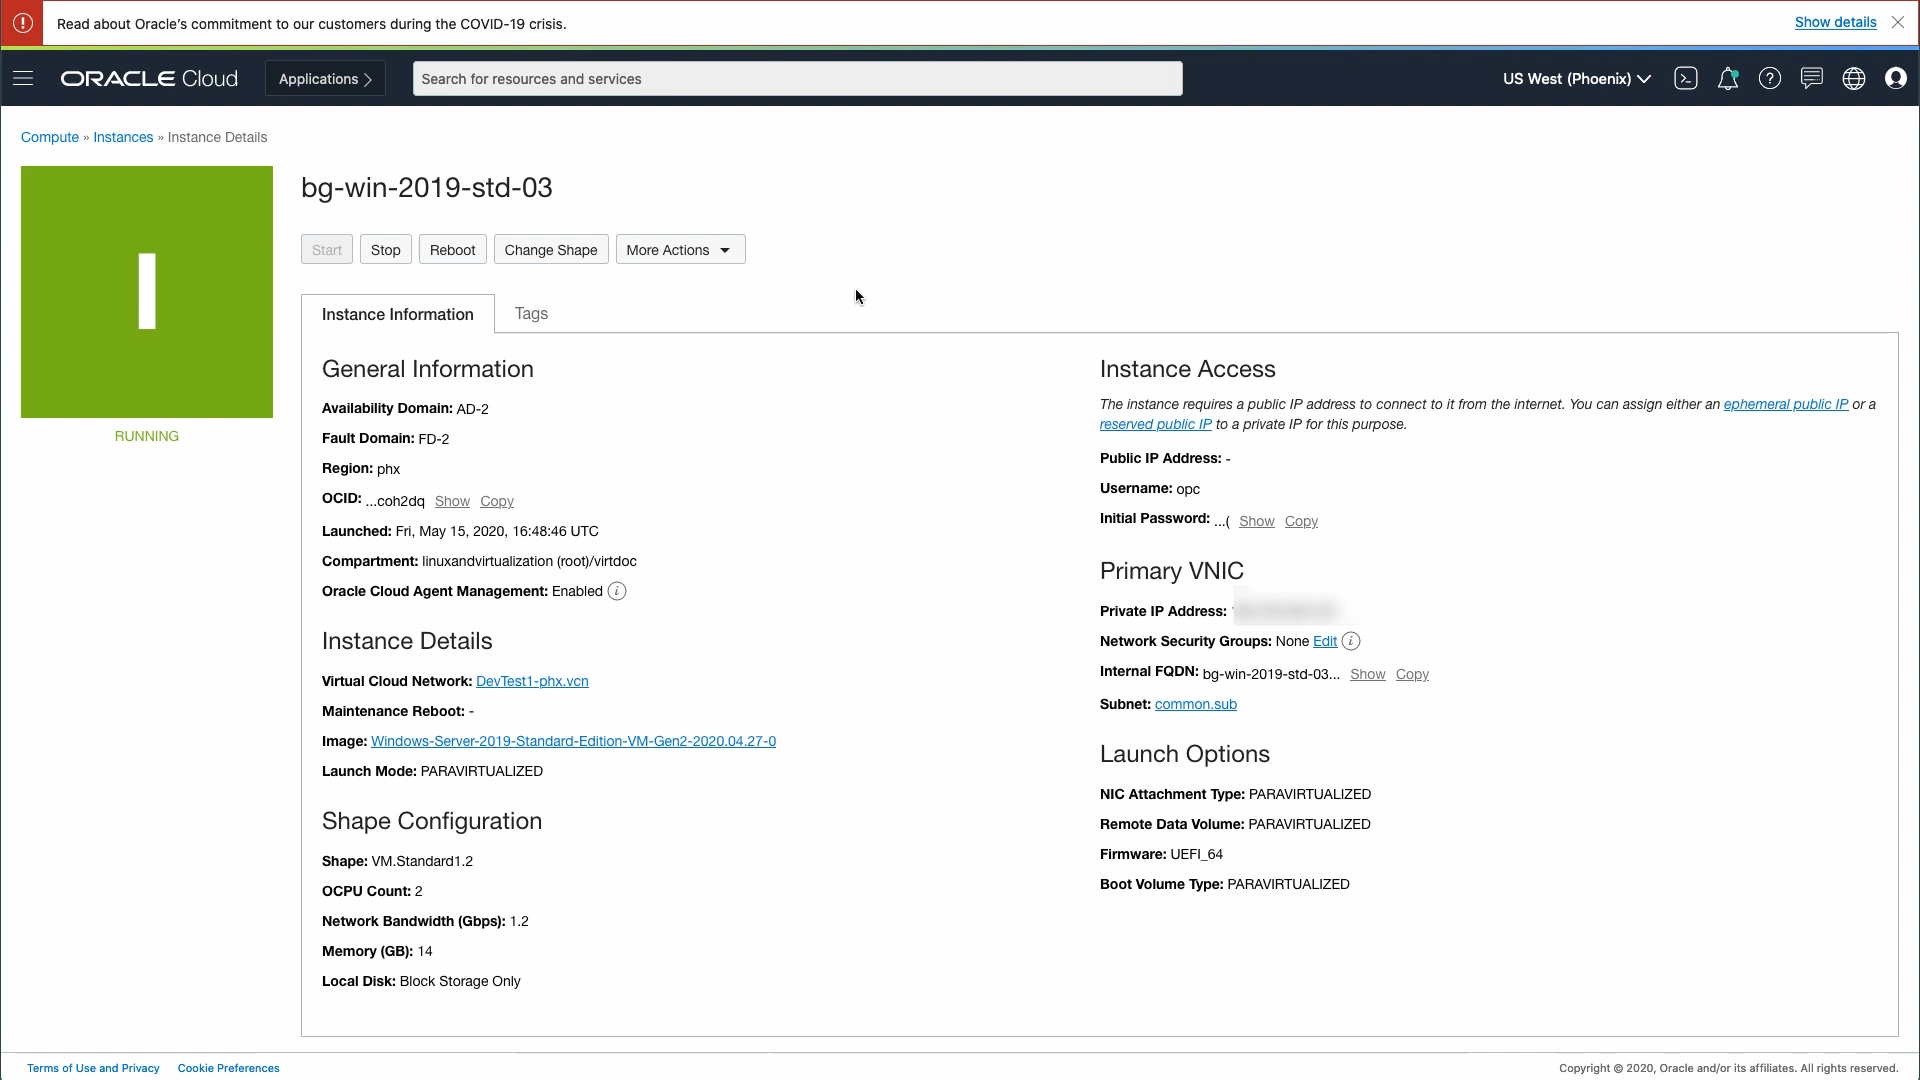 Read about Oracle's commitment to our customers during the COVID-19 crisis.
Show details
ORACLE Cloud
Applications
Search for resources and services
US West (Phoenix)
Compute » Instances » Instance Details
I
RUNNING
bg-win-2019-std-03
Start
Stop
Reboot
Change Shape
More Actions
Instance Information
Tags
General Information
Availability Domain: AD-2
Fault Domain: FD-2
Region: phx
OCID: ...coh2dq Show Copy
Launched: Fri, May 15, 2020, 16:48:46 UTC
Compartment: linuxandvirtualization (root)/virtdoc
Oracle Cloud Agent Management: Enabled
Instance Details
Virtual Cloud Network: DevTest1-phx.vcn
Maintenance Reboot: -
Image: Windows-Server-2019-Standard-Edition-VM-Gen2-2020.04.27-0
Launch Mode: PARAVIRTUALIZED
Shape Configuration
Shape: VM.Standard1.2
OCPU Count: 2
Network Bandwidth (Gbps): 1.2
Memory (GB): 14
Local Disk: Block Storage Only
Instance Access
The instance requires a public IP address to connect to it from the internet. You can assign either an ephemeral public IP or a
reserved public IP to a private IP for this purpose.
Public IP Address: -
Username: opc
Initial Password: ...( Show Copy
Primary VNIC
Private IP Address:
Network Security Groups: None Edit
Internal FQDN: bg-win-2019-std-03... Show Copy
Subnet: common.sub
Launch Options
NIC Attachment Type: PARAVIRTUALIZED
Remote Data Volume: PARAVIRTUALIZED
Firmware: UEFI_64
Boot Volume Type: PARAVIRTUALIZED
Terms of Use and Privacy
Cookie Preferences
Copyright © 2020, Oracle and/or its affiliates. All rights reserved.